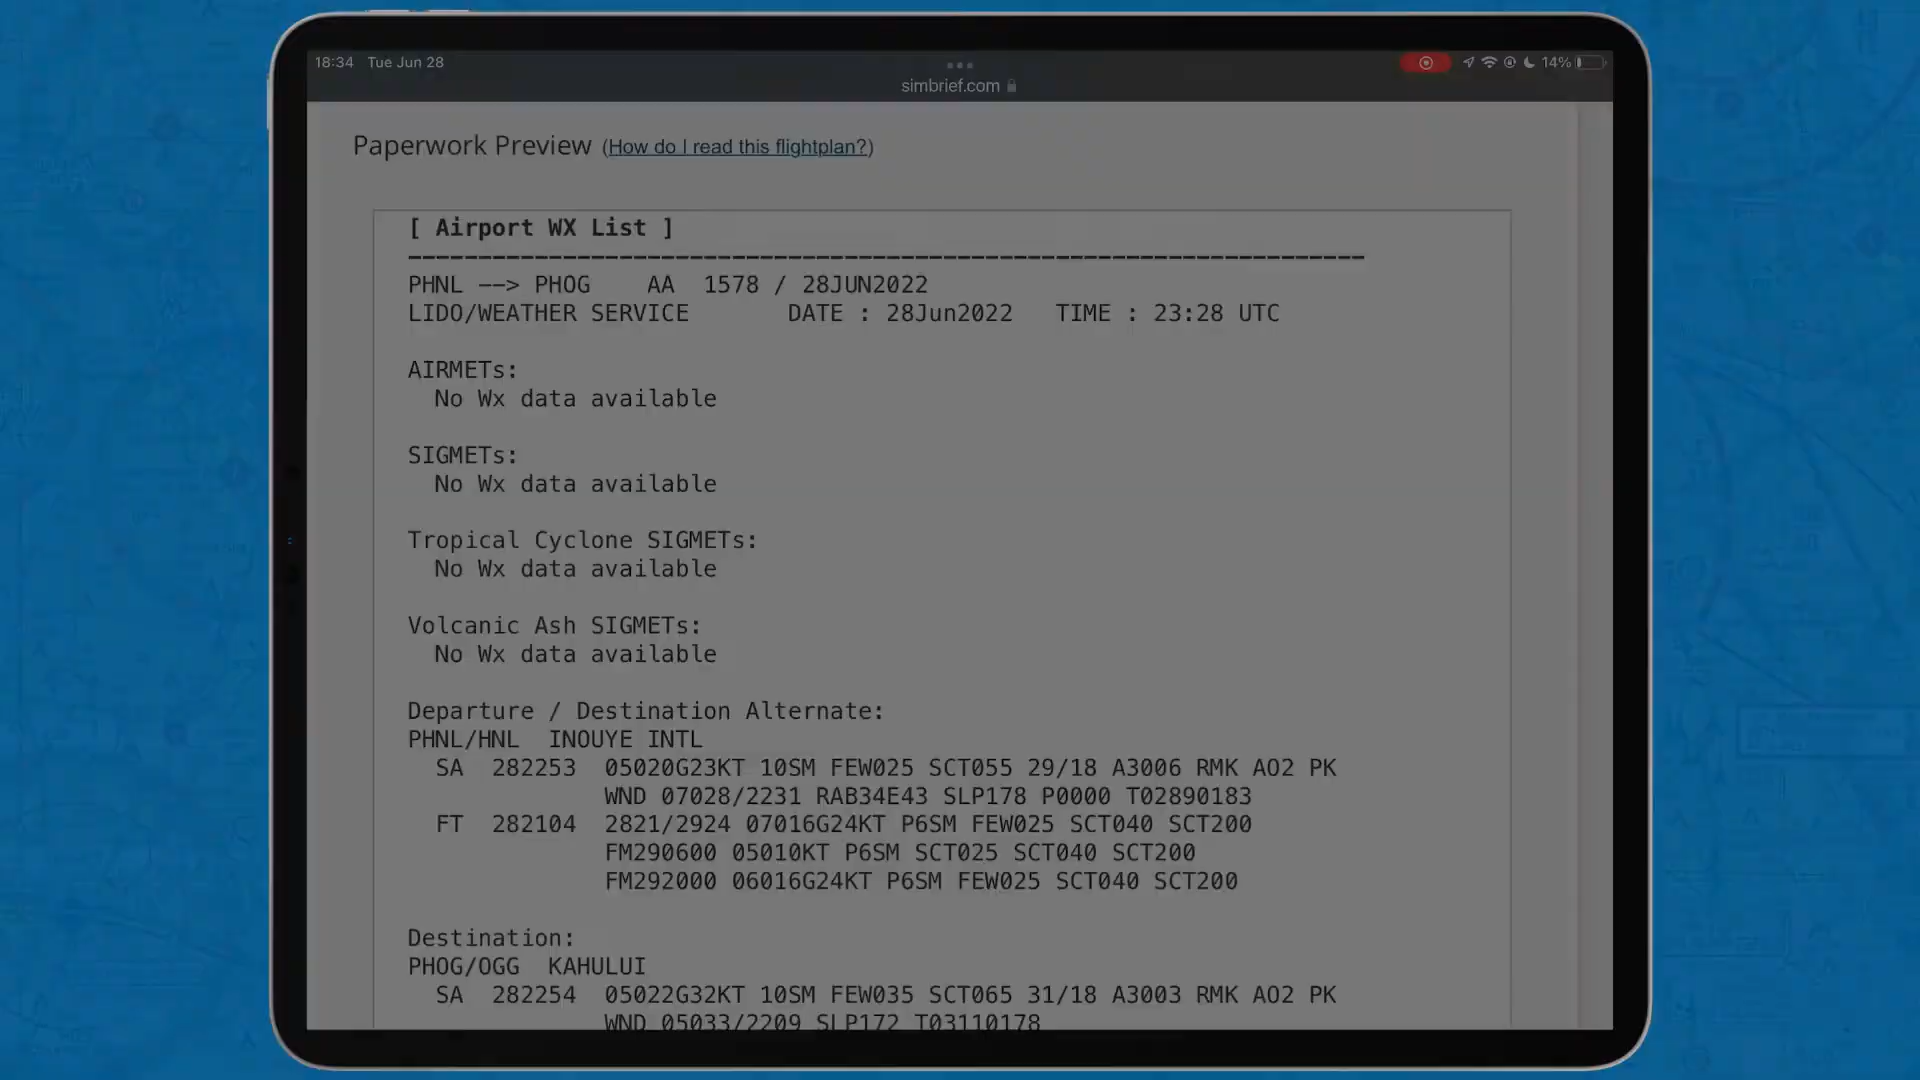 18:34 Tue Jun 28
14%
simbrief.com
Paperwork Preview (How do I read this flightplan?)
[ Airport WX List ]
--------------------------------------------------------------------
PHNL --> PHOG    AA  1578 / 28JUN2022
LIDO/WEATHER SERVICE       DATE : 28Jun2022   TIME : 23:28 UTC
AIRMETs:
No Wx data available
SIGMETs:
No Wx data available
Tropical Cyclone SIGMETs:
No Wx data available
Volcanic Ash SIGMETs:
No Wx data available
Departure / Destination Alternate:
PHNL/HNL  INOUYE INTL
SA  282253  05020G23KT 10SM FEW025 SCT055 29/18 A3006 RMK AO2 PK
WND 07028/2231 RAB34E43 SLP178 P0000 T02890183
FT  282104  2821/2924 07016G24KT P6SM FEW025 SCT040 SCT200
FM290600 05010KT P6SM SCT025 SCT040 SCT200
FM292000 06016G24KT P6SM FEW025 SCT040 SCT200
Destination:
PHOG/OGG  KAHULUI
SA  282254  05022G32KT 10SM FEW035 SCT065 31/18 A3003 RMK AO2 PK
WND 05033/2209 SLP172 T03110178